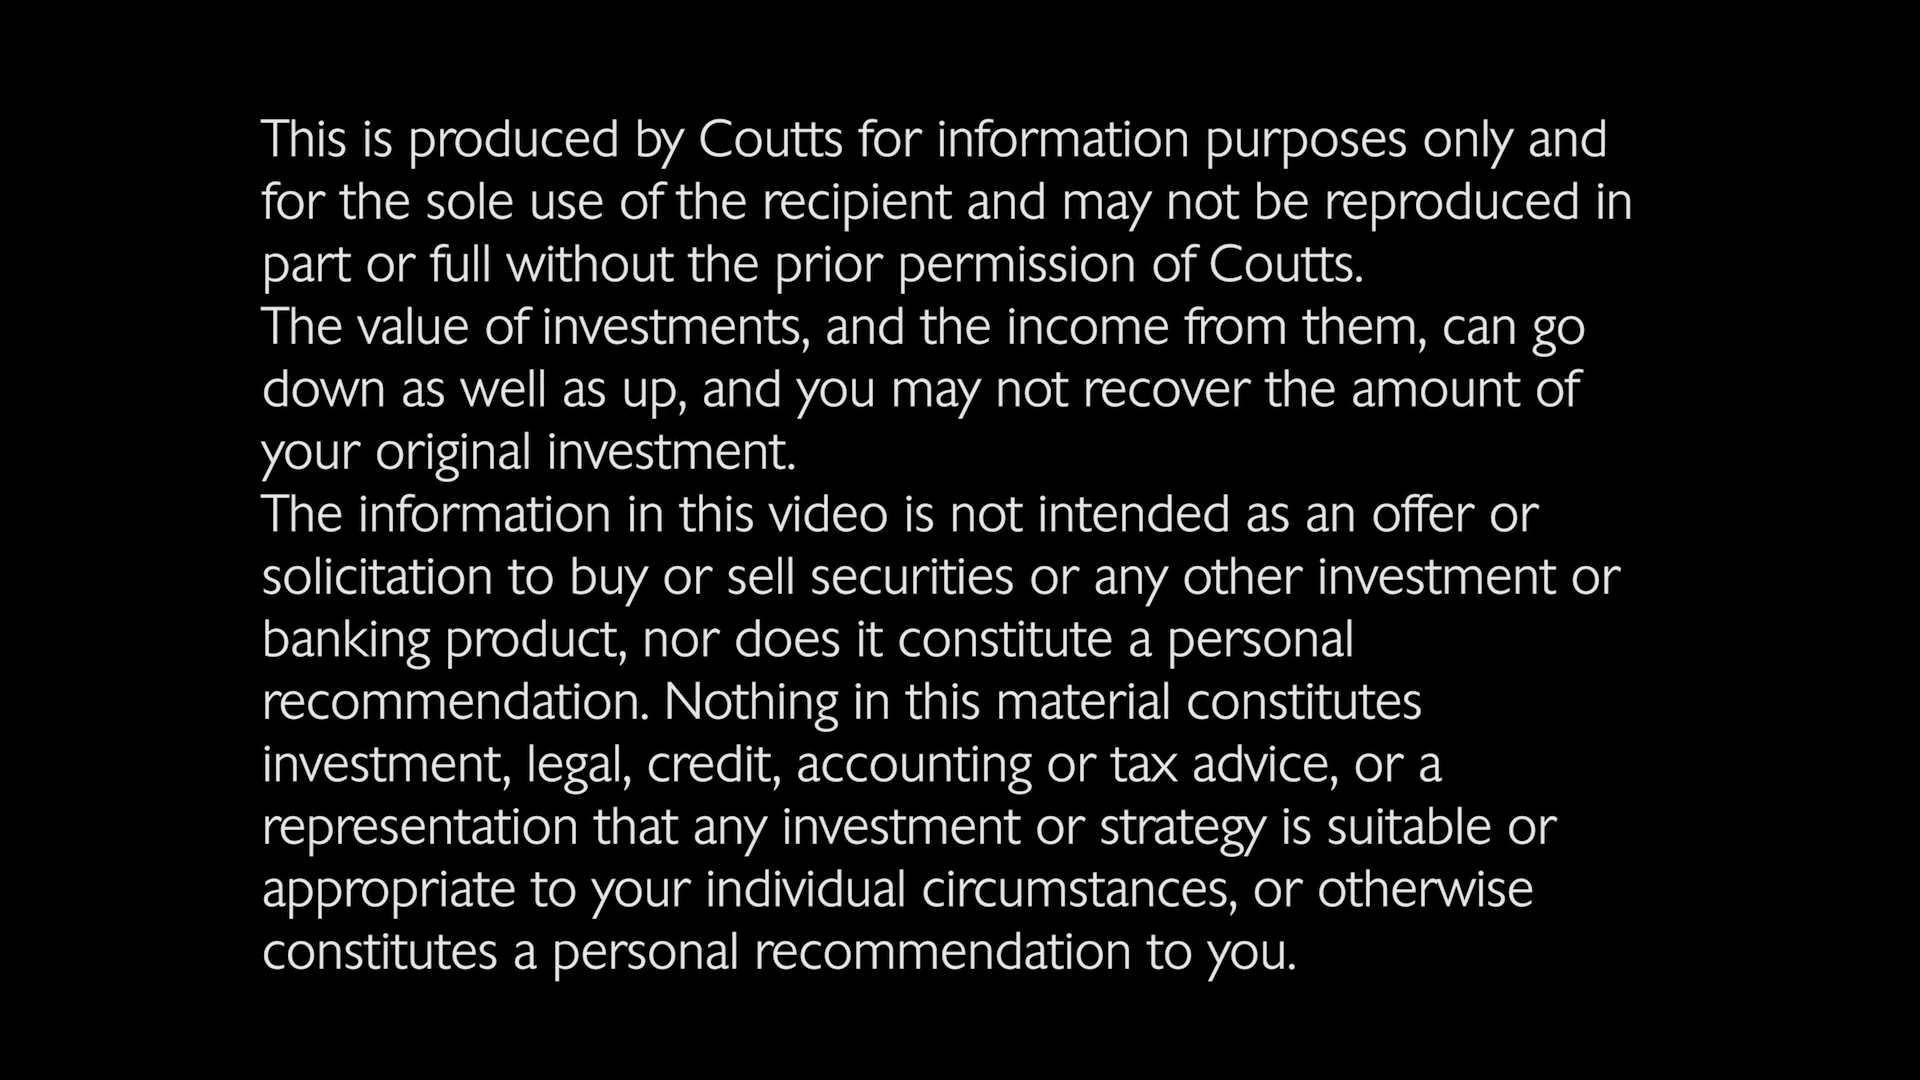 This is produced by Coutts for information purposes only and
for the sole use of the recipient and may not be reproduced in
part or full without the prior permission of Coutts.
The value of investments, and the income from them, can go
down as well as up, and you may not recover the amount of
your original investment.
The information in this video is not intended as an offer or
solicitation to buy or sell securities or any other investment or
banking product, nor does it constitute a personal
recommendation. Nothing in this material constitutes
investment, legal, credit, accounting or tax advice, or a
representation that any investment or strategy is suitable or
appropriate to your individual circumstances, or otherwise
constitutes a personal recommendation to you.